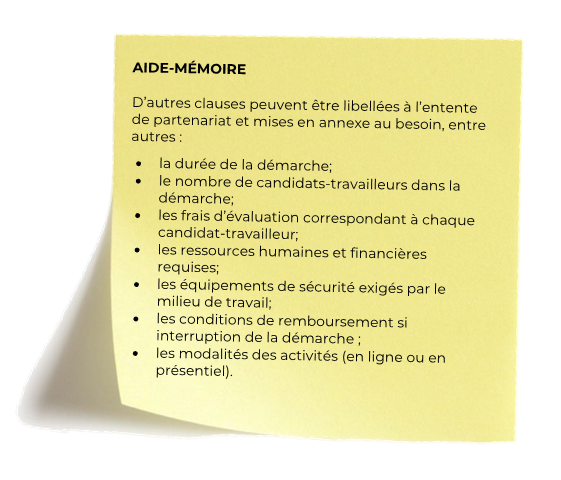 AIDE-MÉMOIRE
D'autres clauses peuvent être libellées à l'entente
de partenariat et mises en annexe au besoin, entre
autres :
• la durée de la démarche;
• le nombre de candidats-travailleurs dans la
démarche;
• les frais d'évaluation correspondant à chaque
candidat-travailleur;
• les ressources humaines et financières
requises;
• les équipements de sécurité exigés par le
milieu de travail;
• les conditions de remboursement si
interruption de la démarche ;
• les modalités des activités (en ligne ou en
présentiel).